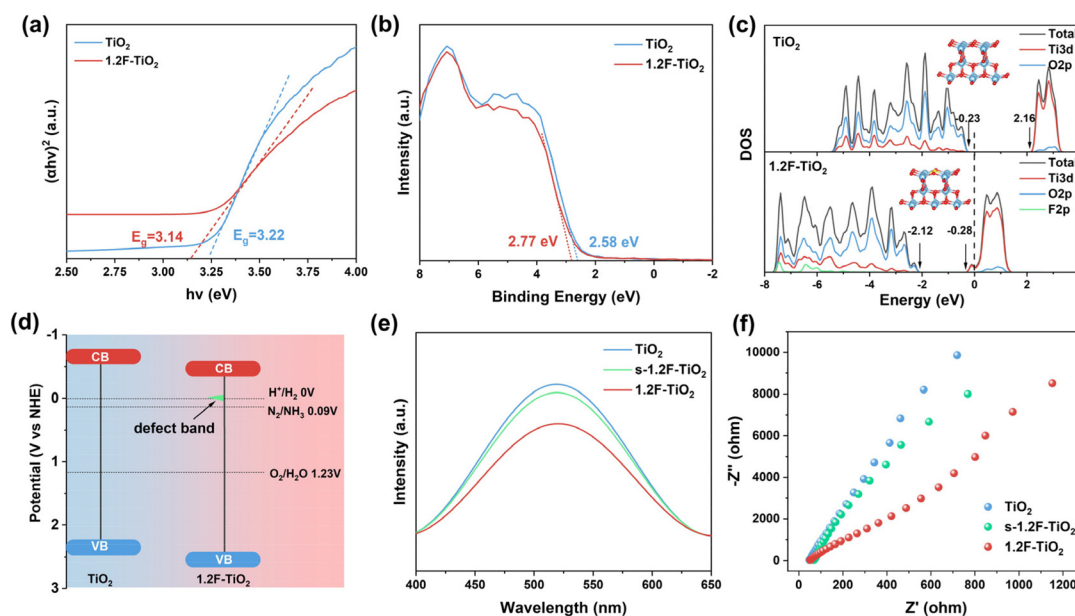 (a)
TiO₂
1.2F-TiO₂
(αhν)² (a.u.)
E₉=3.14
E₉=3.22
2.50 2.75 3.00 3.25 3.50 3.75 4.00
hν (eV)
(b)
TiO₂
1.2F-TiO₂
Intensity (a.u.)
2.77 eV
2.58 eV
8 6 4 2 0 -2
Binding Energy (eV)
(c)
TiO₂
Total
Ti3d
O2p
-0.23
2.16
DOS
1.2F-TiO₂
Total
Ti3d
O2p
F2p
-2.12
-0.28
-8 -6 -4 -2 0 2
Energy (eV)
(d)
-1
0
1
2
3
Potential (V vs NHE)
CB
CB
H⁺/H₂ 0V
N₂/NH₃ 0.09V
defect band
O₂/H₂O 1.23V
VB
VB
TiO₂
1.2F-TiO₂
(e)
TiO₂
s-1.2F-TiO₂
1.2F-TiO₂
Intensity (a.u.)
400 450 500 550 600 650
Wavelength (nm)
(f)
10000
8000
6000
4000
2000
0
-Z'' (ohm)
TiO₂
s-1.2F-TiO₂
1.2F-TiO₂
0 200 400 600 800 1000 1200
Z' (ohm)